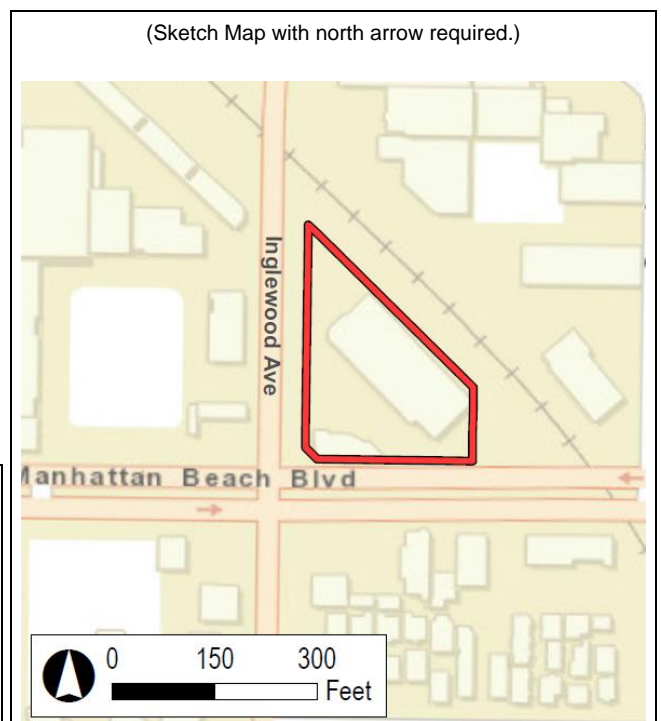 (Sketch Map with north arrow required.)
Inglewood Ave
Manhattan Beach Blvd
0 150 300
Feet